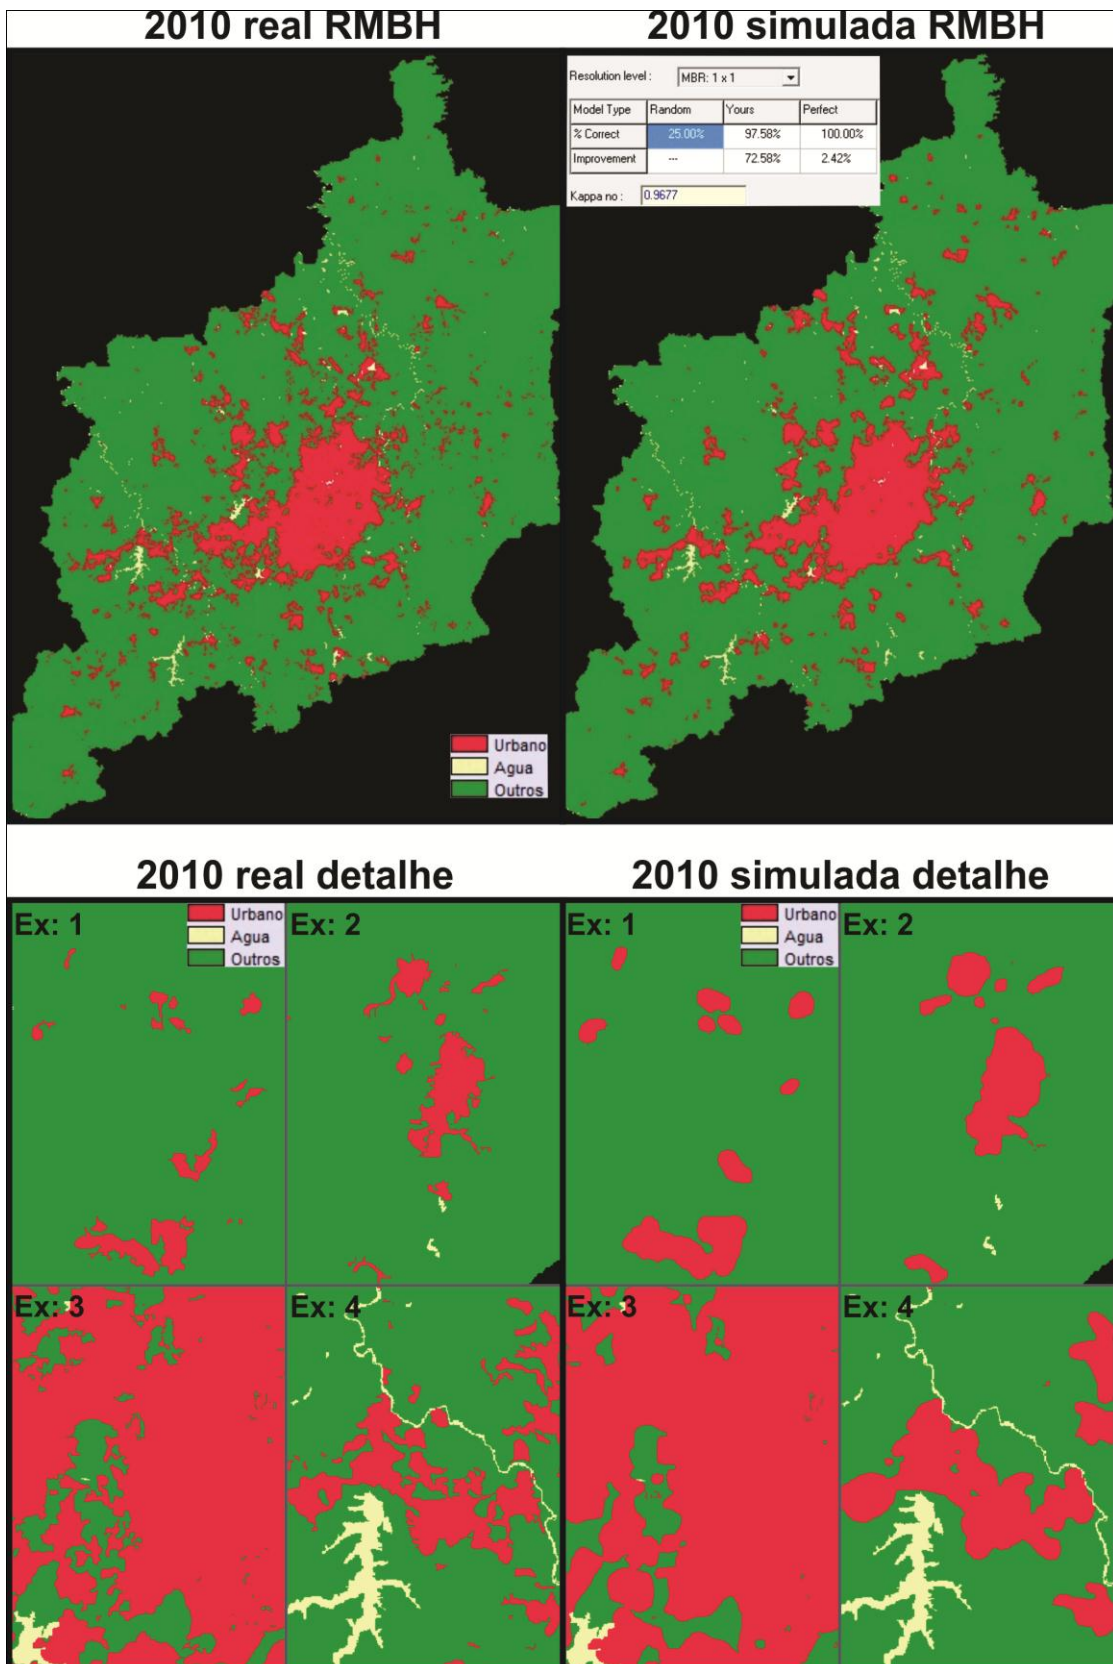 2010 real RMBH
2010 simulada RMBH
Resolution level : MBR: 1 x 1
Model Type Random Yours Perfect
% Correct 25.00% 97.58% 100.00%
Improvement --- 72.58% 2.42%
Kappa no : 0.9677
Urbano
Agua
Outros
2010 real detalhe
2010 simulada detalhe
Ex: 1
Urbano
Agua
Outros
Ex: 2
Ex: 1
Urbano
Agua
Outros
Ex: 2
Ex: 3
Ex: 4
Ex: 3
Ex: 4